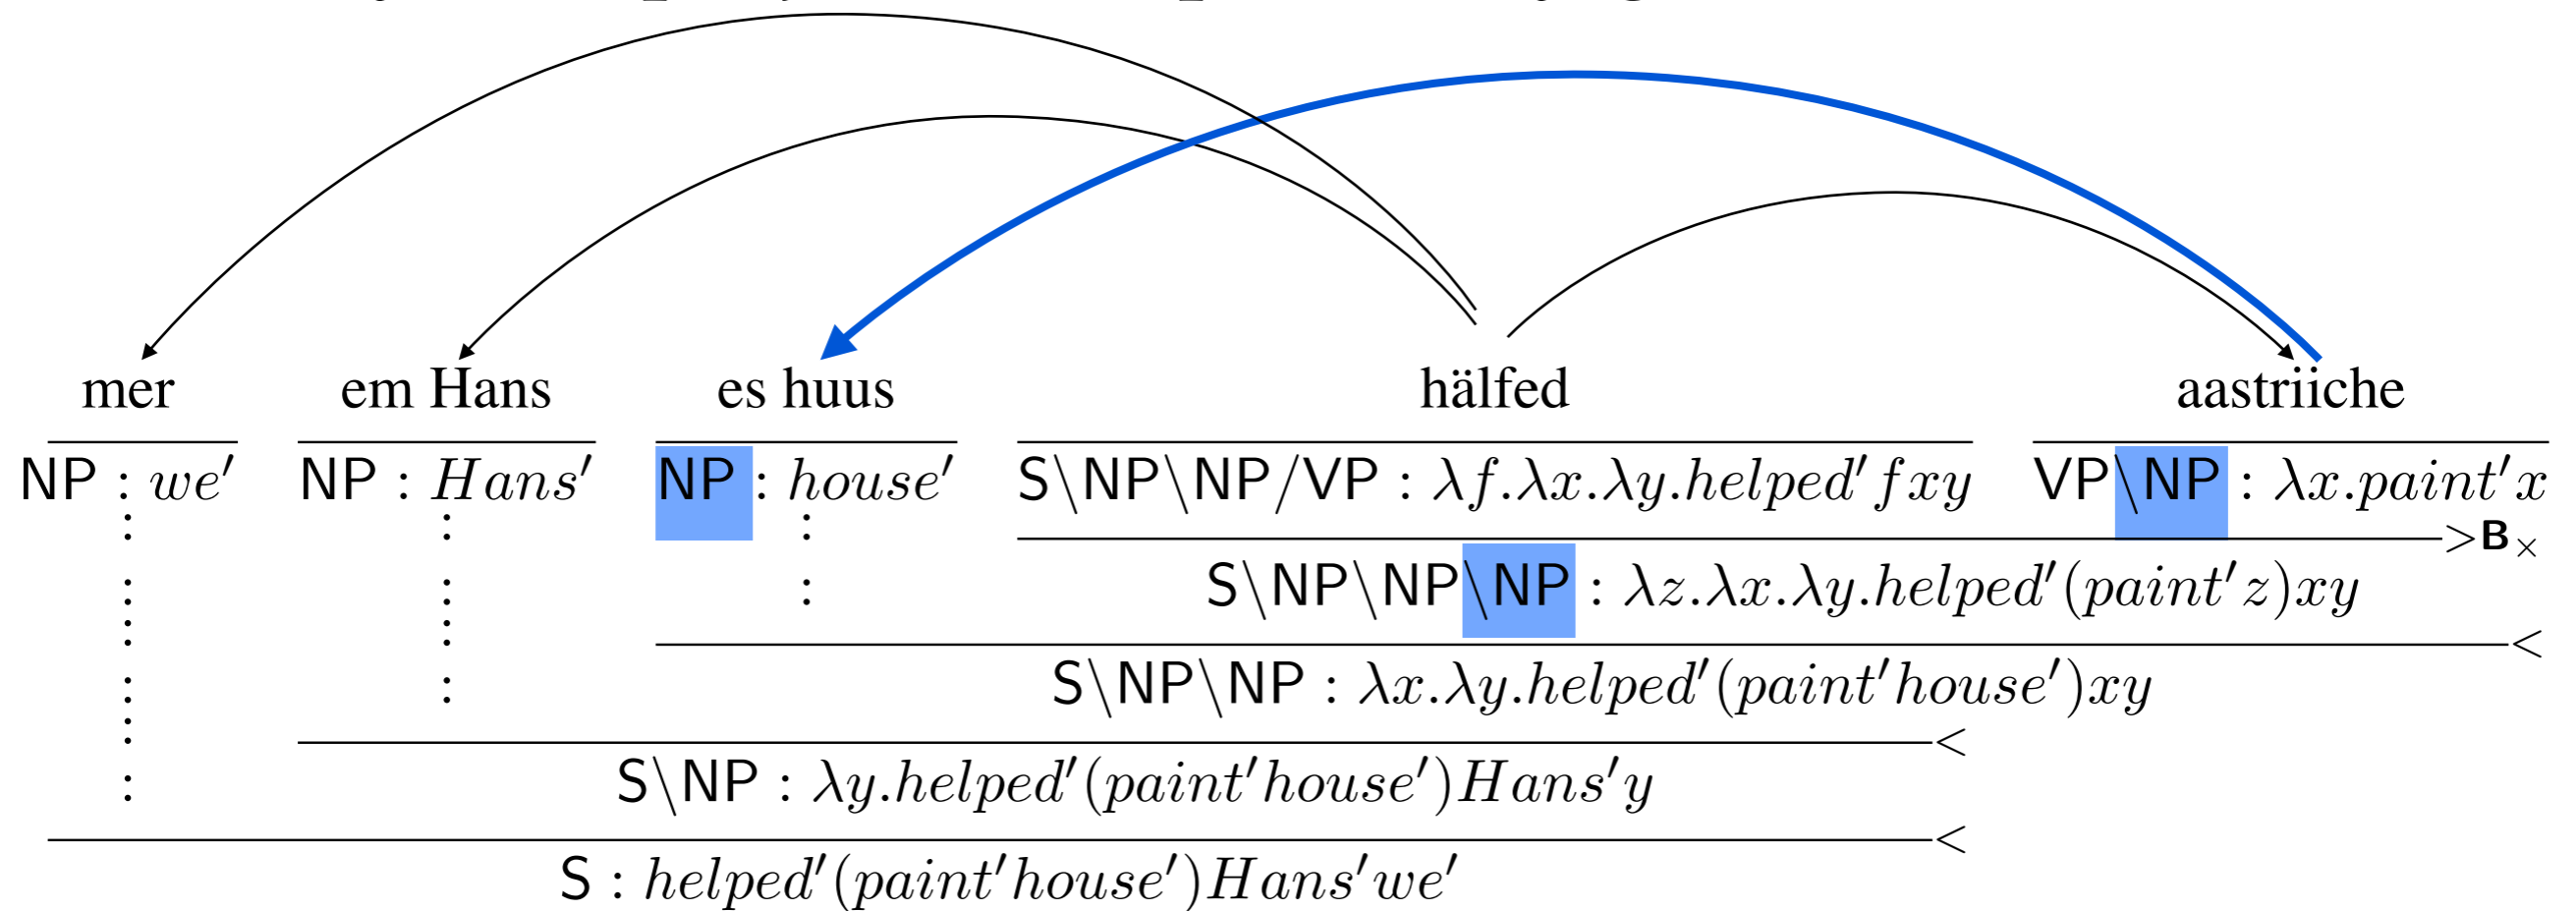 mer em Hans es huus hälfed aastriiche
NP : we′ NP : Hans′ NP : house′ S\NP\NP/VP : λf.λx.λy.helped′fxy VP\NP : λx.paint′x
>B×
S\NP\NP\NP : λz.λx.λy.helped′(paint′z)xy
<
S\NP\NP : λx.λy.helped′(paint′house′)xy
<
S\NP : λy.helped′(paint′house′)Hans′y
<
S : helped′(paint′house′)Hans′we′